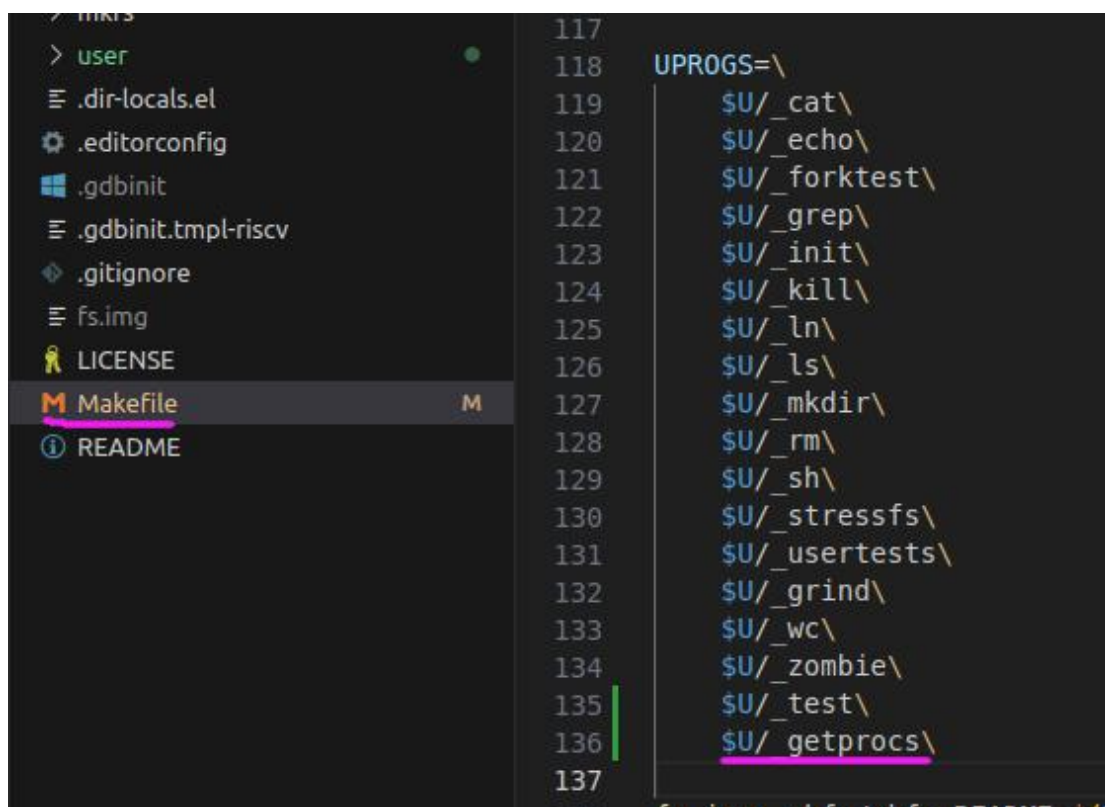 user
.dir-locals.el
.editorconfig
.gdbinit
.gdbinit.tmpl-riscv
.gitignore
fs.img
LICENSE
Makefile M
README
117
118 UPROGS=\
119 $U/_cat\
120 $U/_echo\
121 $U/_forktest\
122 $U/_grep\
123 $U/_init\
124 $U/_kill\
125 $U/_ln\
126 $U/_ls\
127 $U/_mkdir\
128 $U/_rm\
129 $U/_sh\
130 $U/_stressfs\
131 $U/_usertests\
132 $U/_grind\
133 $U/_wc\
134 $U/_zombie\
135 $U/_test\
136 $U/_getprocs\
137